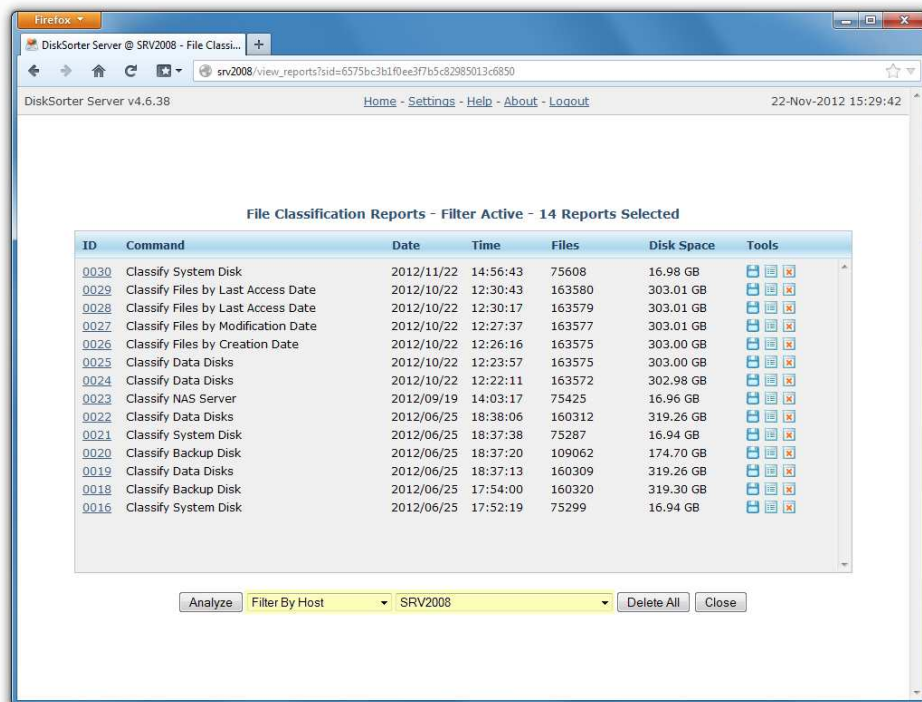 Firefox
DiskSorter Server @ SRV2008 - File Classi...
srv2008/view_reports?sid=6575bc3b1f0ee3f7b5c82985013c6850
DiskSorter Server v4.6.38 Home - Settings - Help - About - Logout 22-Nov-2012 15:29:42
File Classification Reports - Filter Active - 14 Reports Selected
ID Command Date Time Files Disk Space Tools
0030 Classify System Disk 2012/11/22 14:56:43 75608 16.98 GB
0029 Classify Files by Last Access Date 2012/10/22 12:30:43 163580 303.01 GB
0028 Classify Files by Last Access Date 2012/10/22 12:30:17 163579 303.01 GB
0027 Classify Files by Modification Date 2012/10/22 12:27:37 163577 303.01 GB
0026 Classify Files by Creation Date 2012/10/22 12:26:16 163575 303.00 GB
0025 Classify Data Disks 2012/10/22 12:23:57 163575 303.00 GB
0024 Classify Data Disks 2012/10/22 12:22:11 163572 302.98 GB
0023 Classify NAS Server 2012/09/19 14:03:17 75425 16.96 GB
0022 Classify Data Disks 2012/06/25 18:38:06 160312 319.26 GB
0021 Classify System Disk 2012/06/25 18:37:38 75287 16.94 GB
0020 Classify Backup Disk 2012/06/25 18:37:20 109062 174.70 GB
0019 Classify Data Disks 2012/06/25 18:37:13 160309 319.26 GB
0018 Classify Backup Disk 2012/06/25 17:54:00 160320 319.30 GB
0016 Classify System Disk 2012/06/25 17:52:19 75299 16.94 GB
Analyze Filter By Host SRV2008 Delete All Close